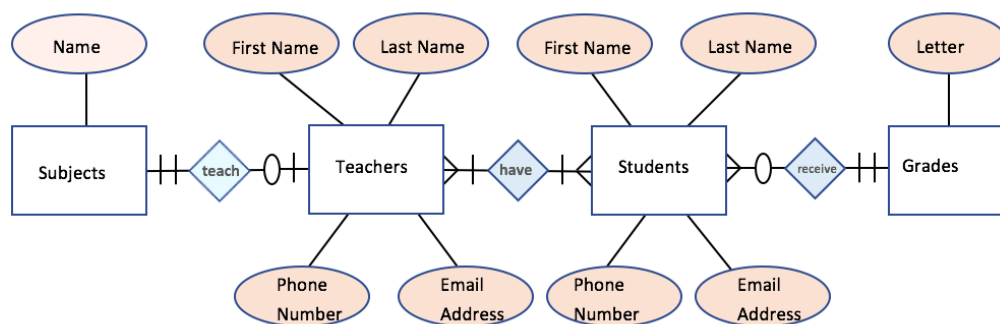 Name
First Name
Last Name
First Name
Last Name
Letter
Subjects
teach
Teachers
have
Students
receive
Grades
Phone
Number
Email
Address
Phone
Number
Email
Address